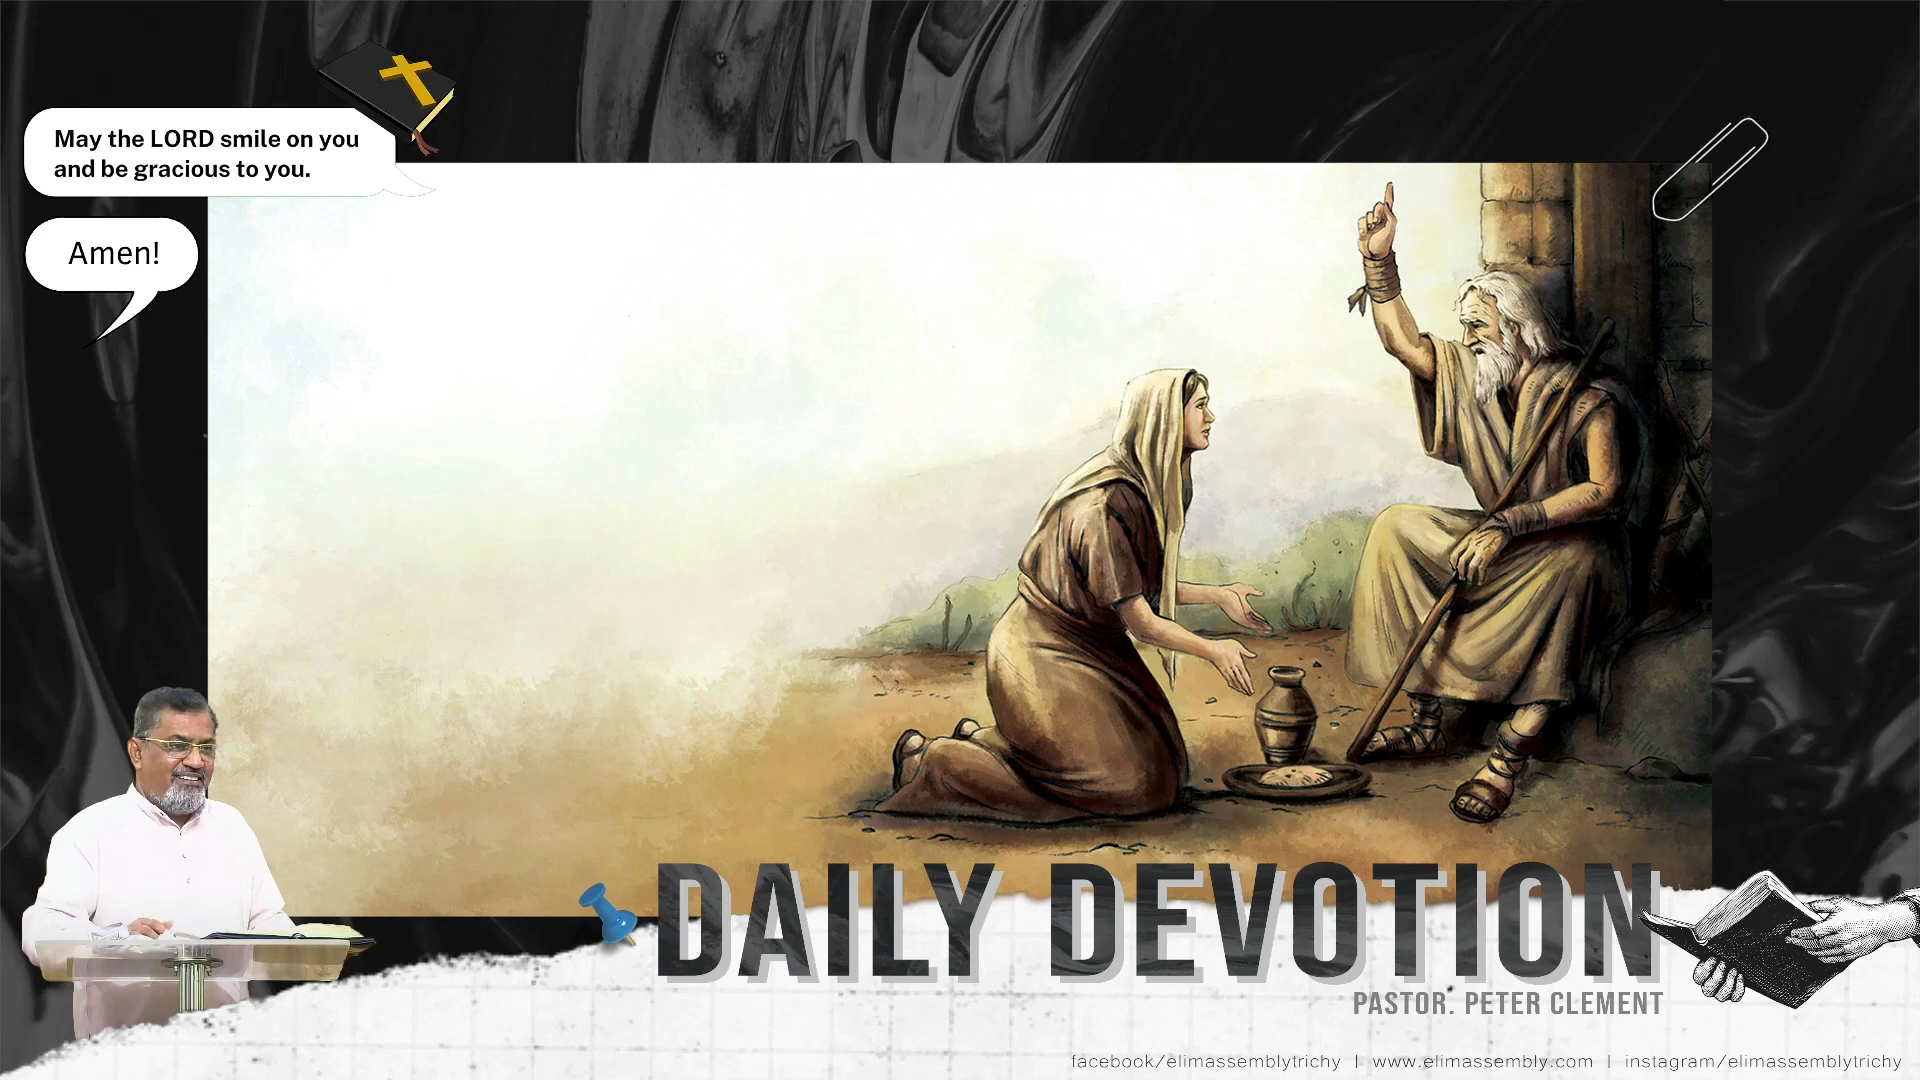 May the LORD smile on you
and be gracious to you.
Amen!
DAILY DEVOTION
PASTOR. PETER CLEMENT
facebook/elimassemblytrichy | www.elimassembly.com | instagram/elimassemblytrichy